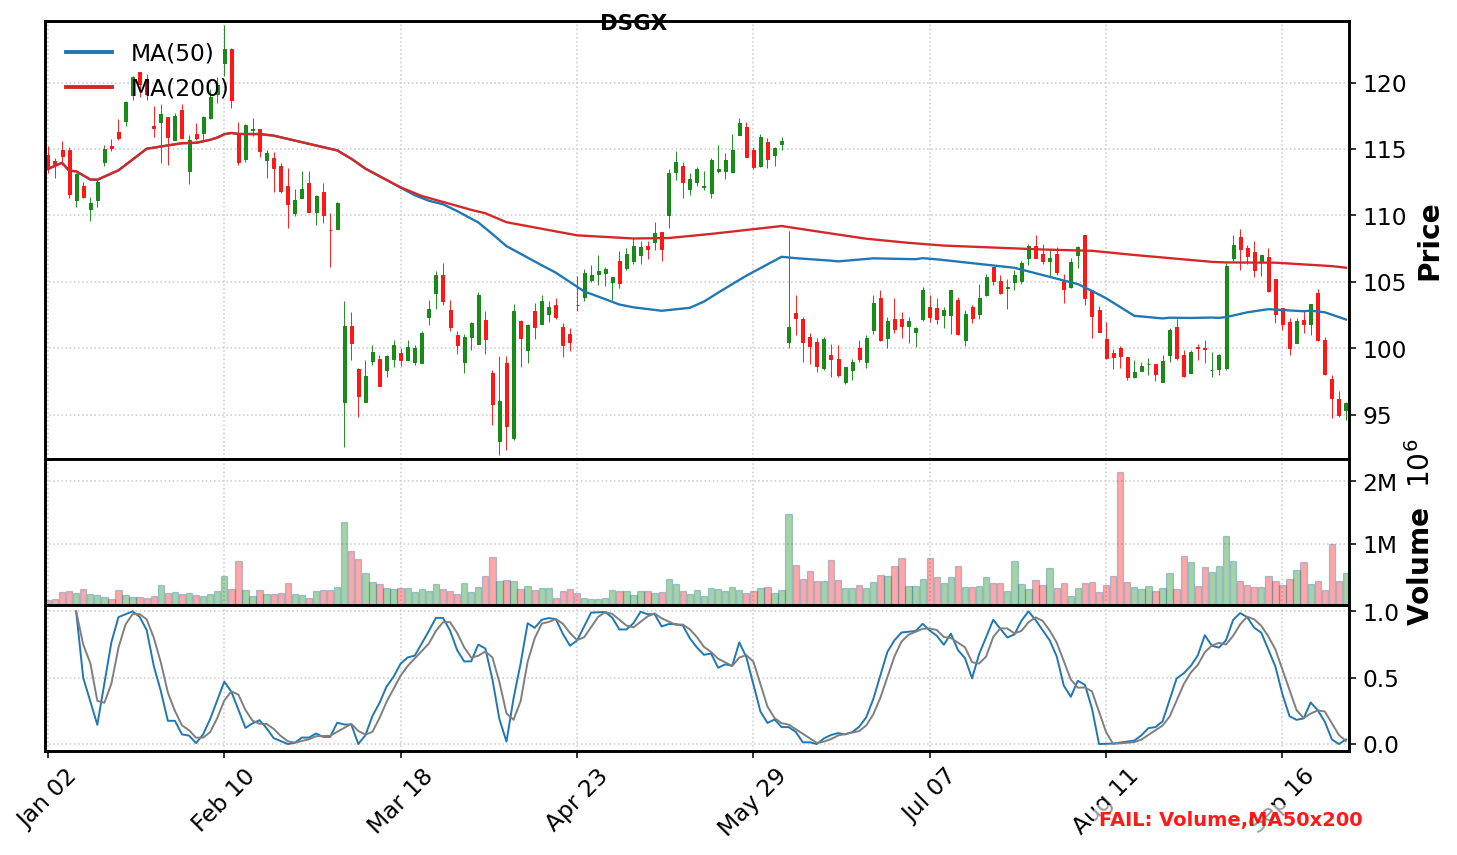 DSGX
MA(50)
MA(200)
120
115
110
105
100
95
Price
2M
1M
Volume 10^6
1.0
0.5
0.0
Jan 02
Feb 10
Mar 18
Apr 23
May 29
Jul 07
Aug 11
Sep 16
FAIL: Volume,MA50x200